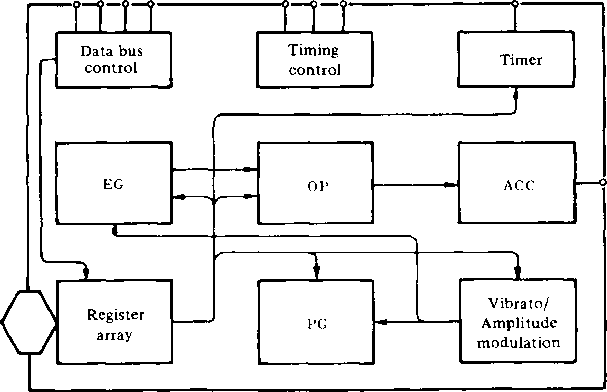 Data bus
control
Timing
control
Timer
EG
OP
ACC
Register
array
PG
Vibrato/
Amplitude
modulation